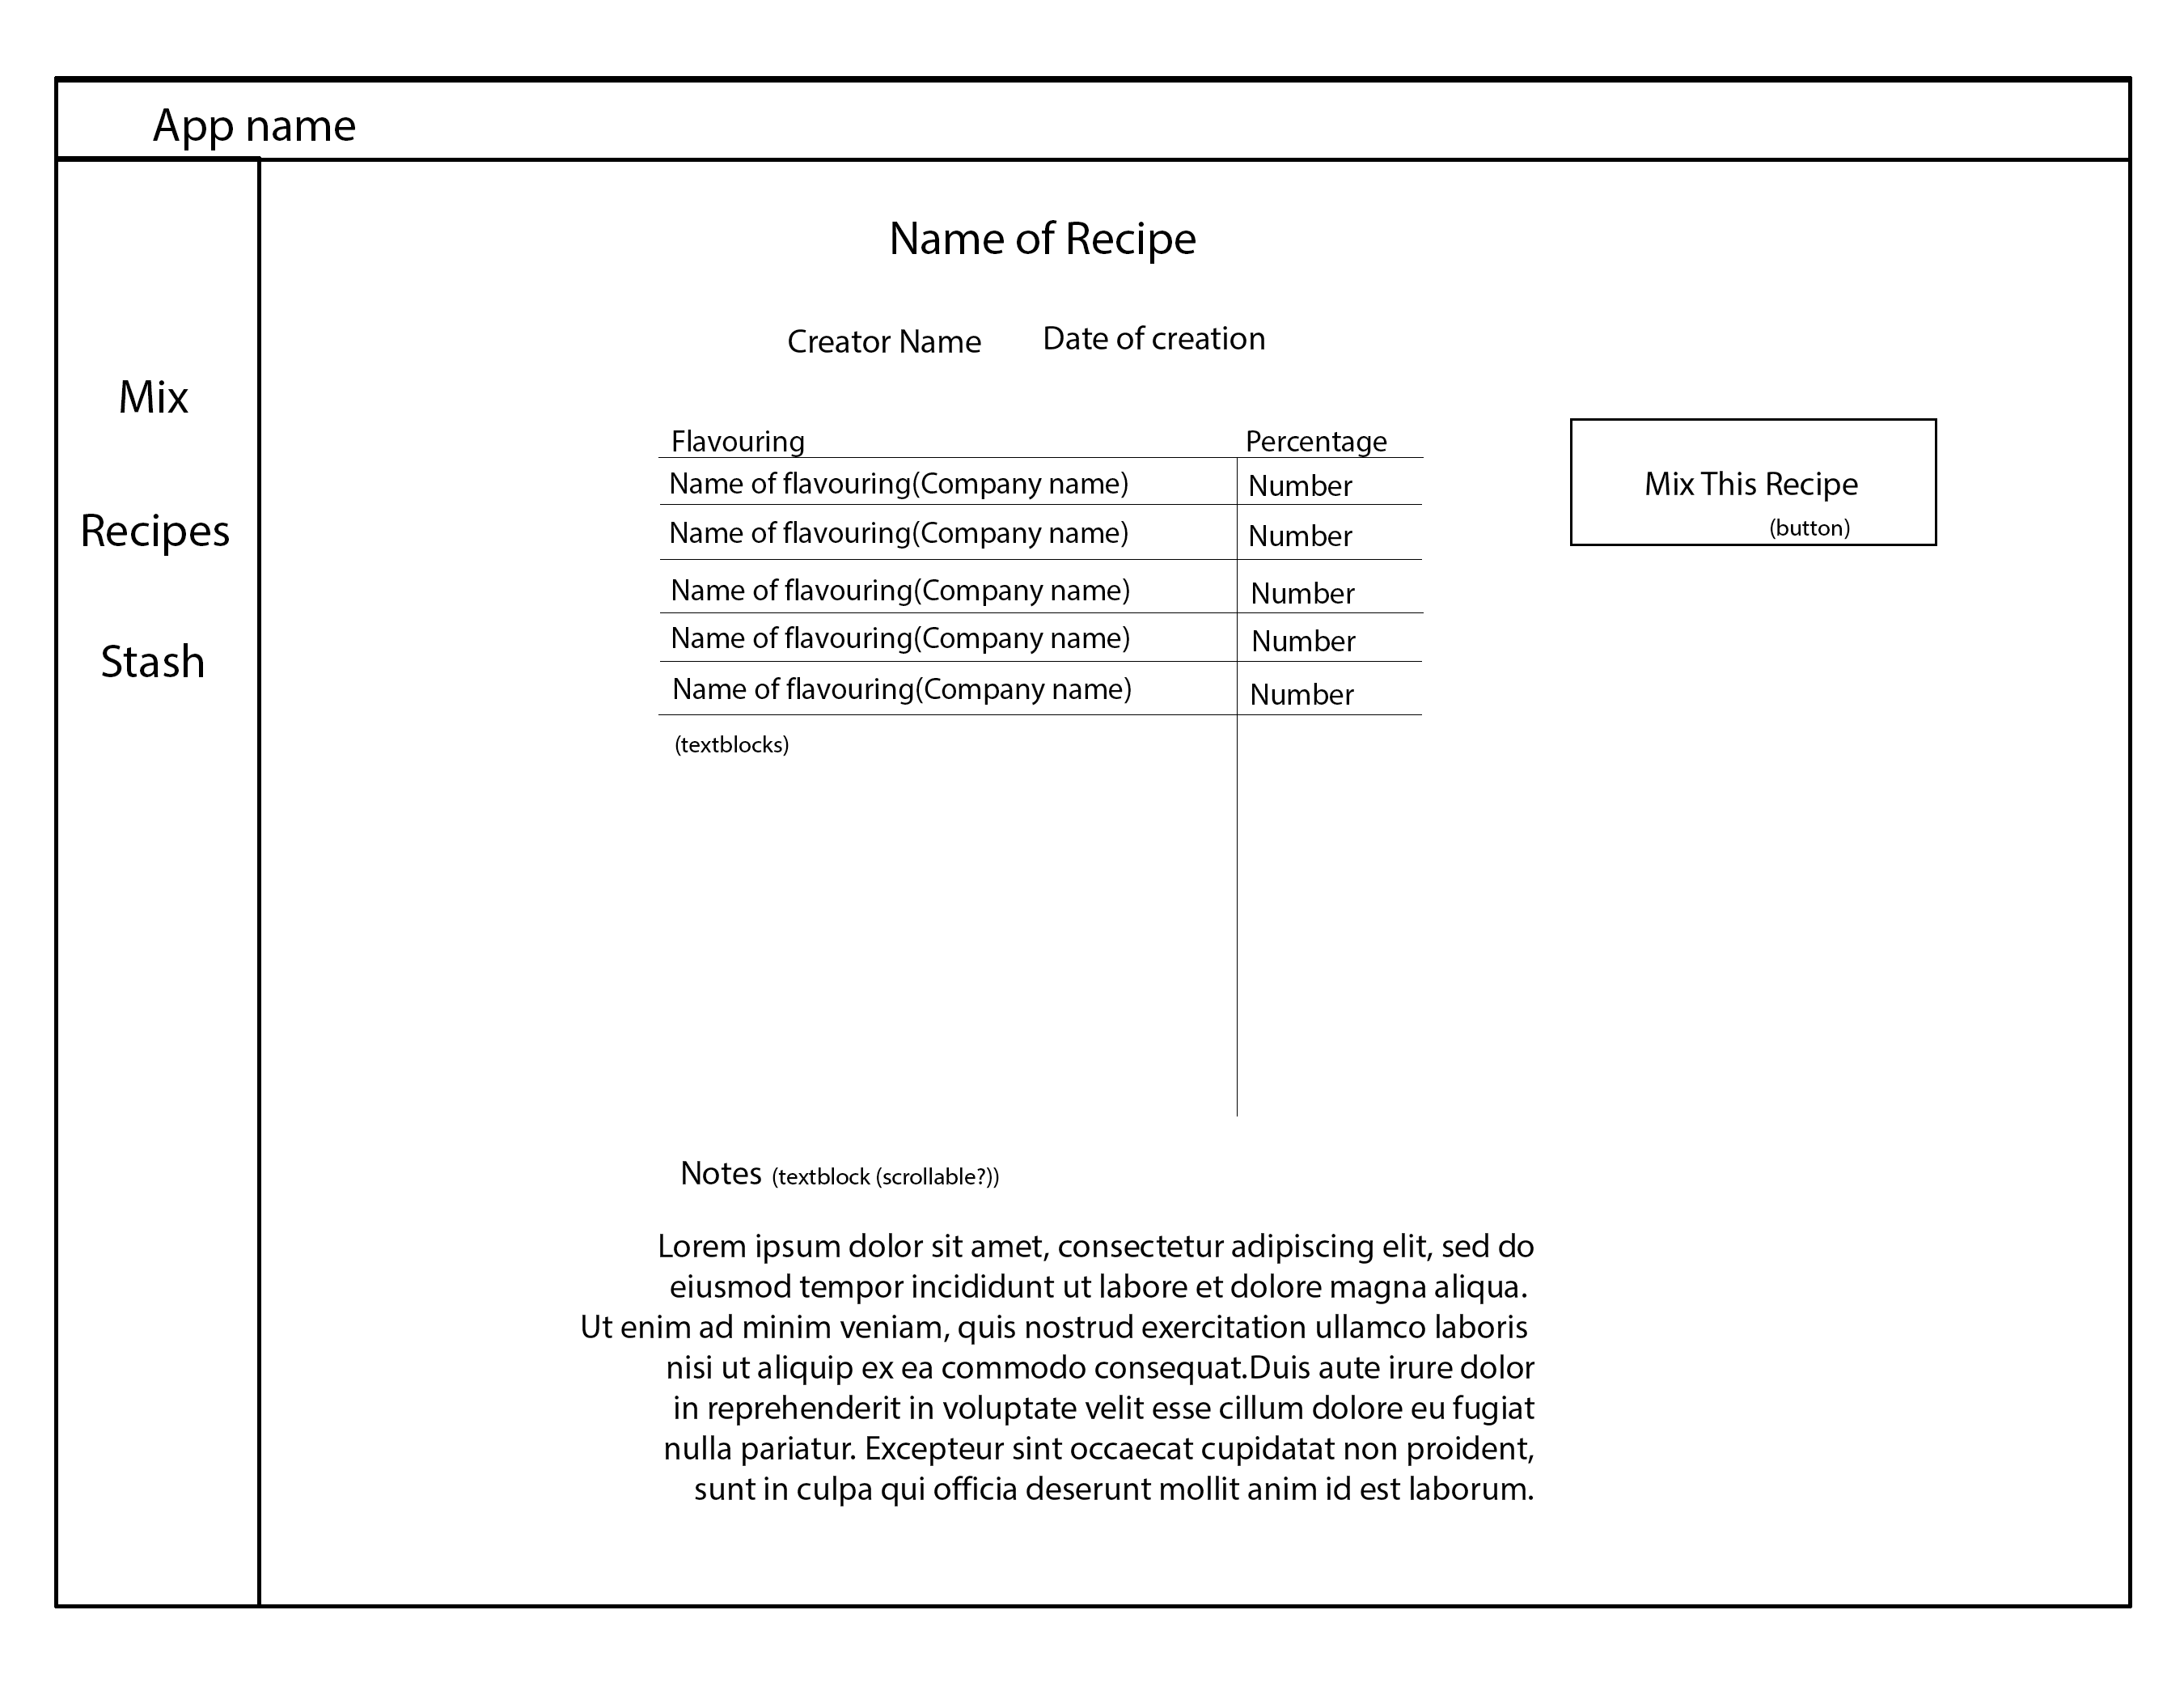 App name
Mix
Recipes
Stash
Name of Recipe
Creator Name Date of creation
Flavouring Percentage
Name of flavouring(Company name) Number
Name of flavouring(Company name) Number
Name of flavouring(Company name) Number
Name of flavouring(Company name) Number
Name of flavouring(Company name) Number
(textblocks)
Mix This Recipe
(button)
Notes (textblock (scrollable?))
Lorem ipsum dolor sit amet, consectetur adipiscing elit, sed do
eiusmod tempor incididunt ut labore et dolore magna aliqua.
Ut enim ad minim veniam, quis nostrud exercitation ullamco laboris
nisi ut aliquip ex ea commodo consequat.Duis aute irure dolor
in reprehenderit in voluptate velit esse cillum dolore eu fugiat
nulla pariatur. Excepteur sint occaecat cupidatat non proident,
sunt in culpa qui officia deserunt mollit anim id est laborum.